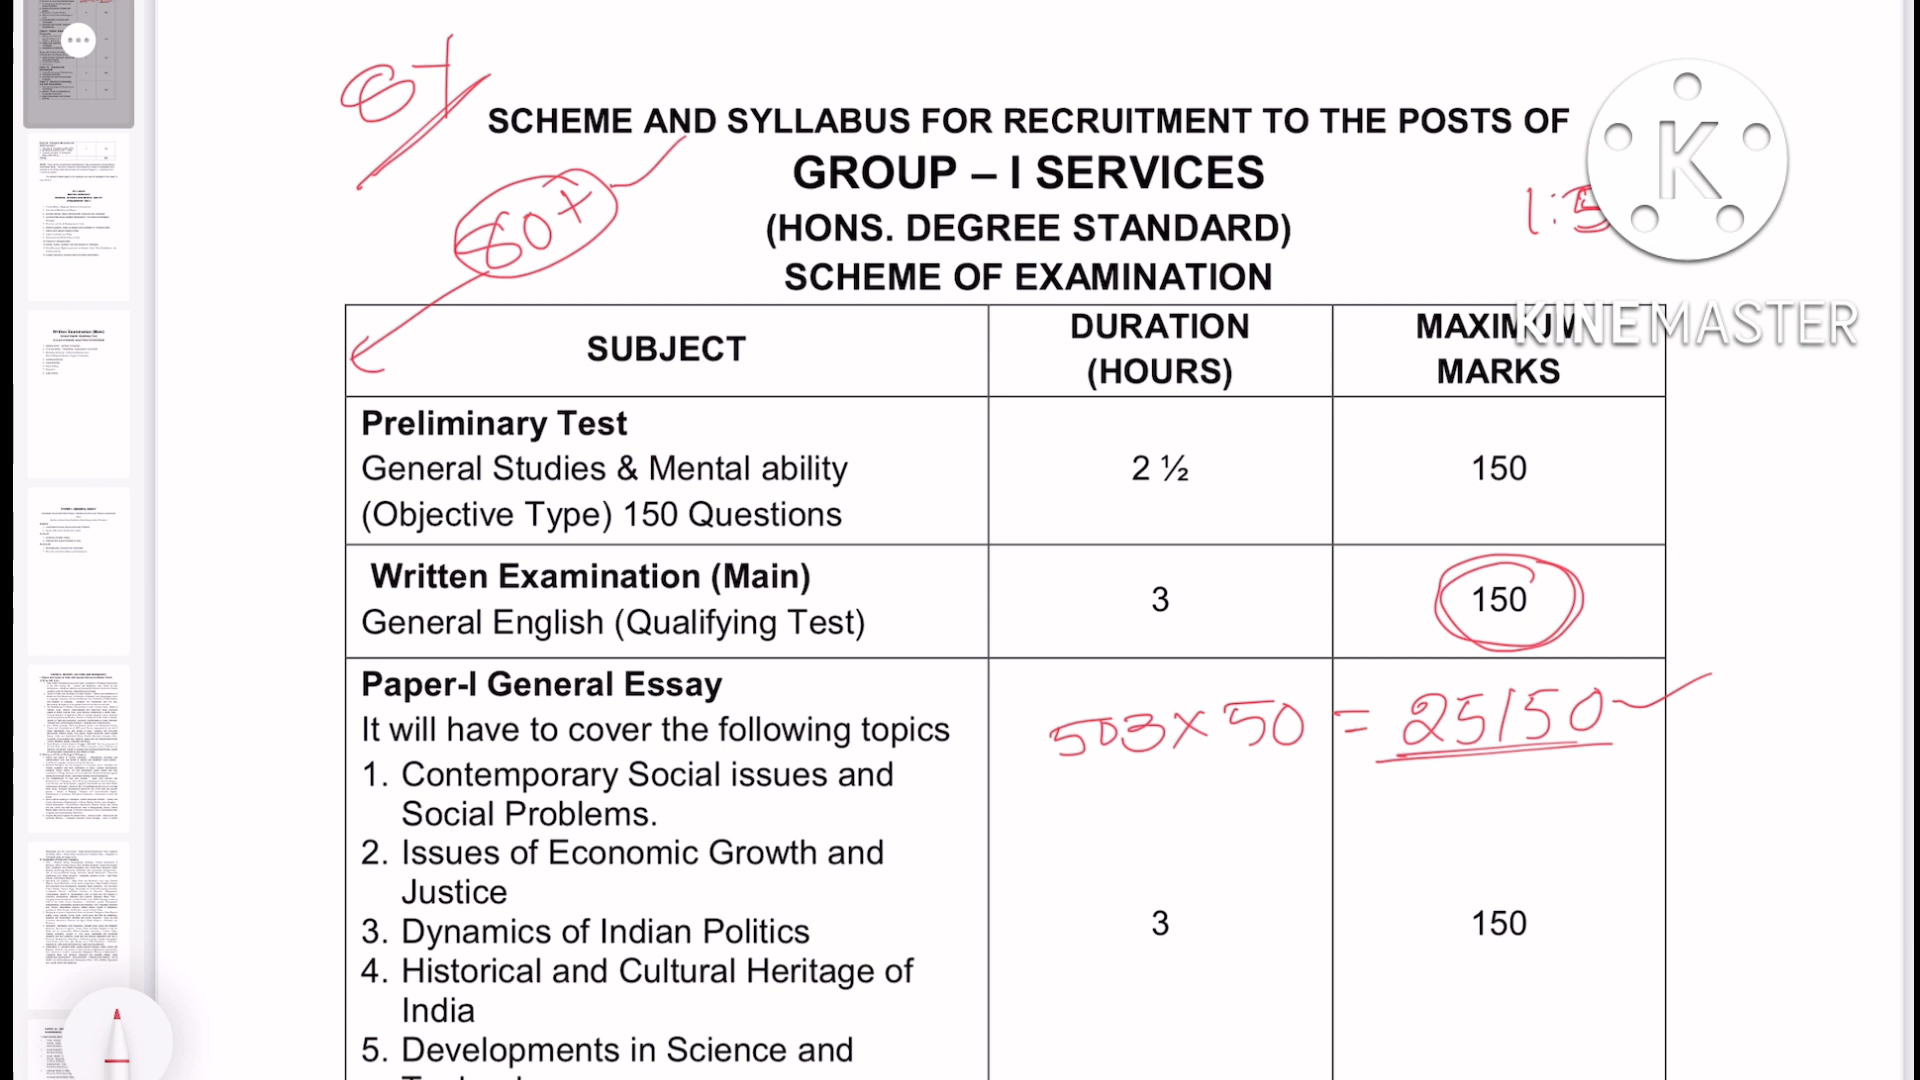 SCHEME AND SYLLABUS FOR RECRUITMENT TO THE POSTS OF
GROUP – I SERVICES
80+
1:5
K
(HONS. DEGREE STANDARD)
SCHEME OF EXAMINATION
KINEMASTER
SUBJECT
DURATION
(HOURS)
MAXIMUM
MARKS
Preliminary Test
General Studies & Mental ability
(Objective Type) 150 Questions
2 ½
150
Written Examination (Main)
General English (Qualifying Test)
3
150
Paper-I General Essay
It will have to cover the following topics
503 x 50 = 25150
1. Contemporary Social issues and
Social Problems.
2. Issues of Economic Growth and
Justice
3. Dynamics of Indian Politics
4. Historical and Cultural Heritage of
India
5. Developments in Science and
3
150